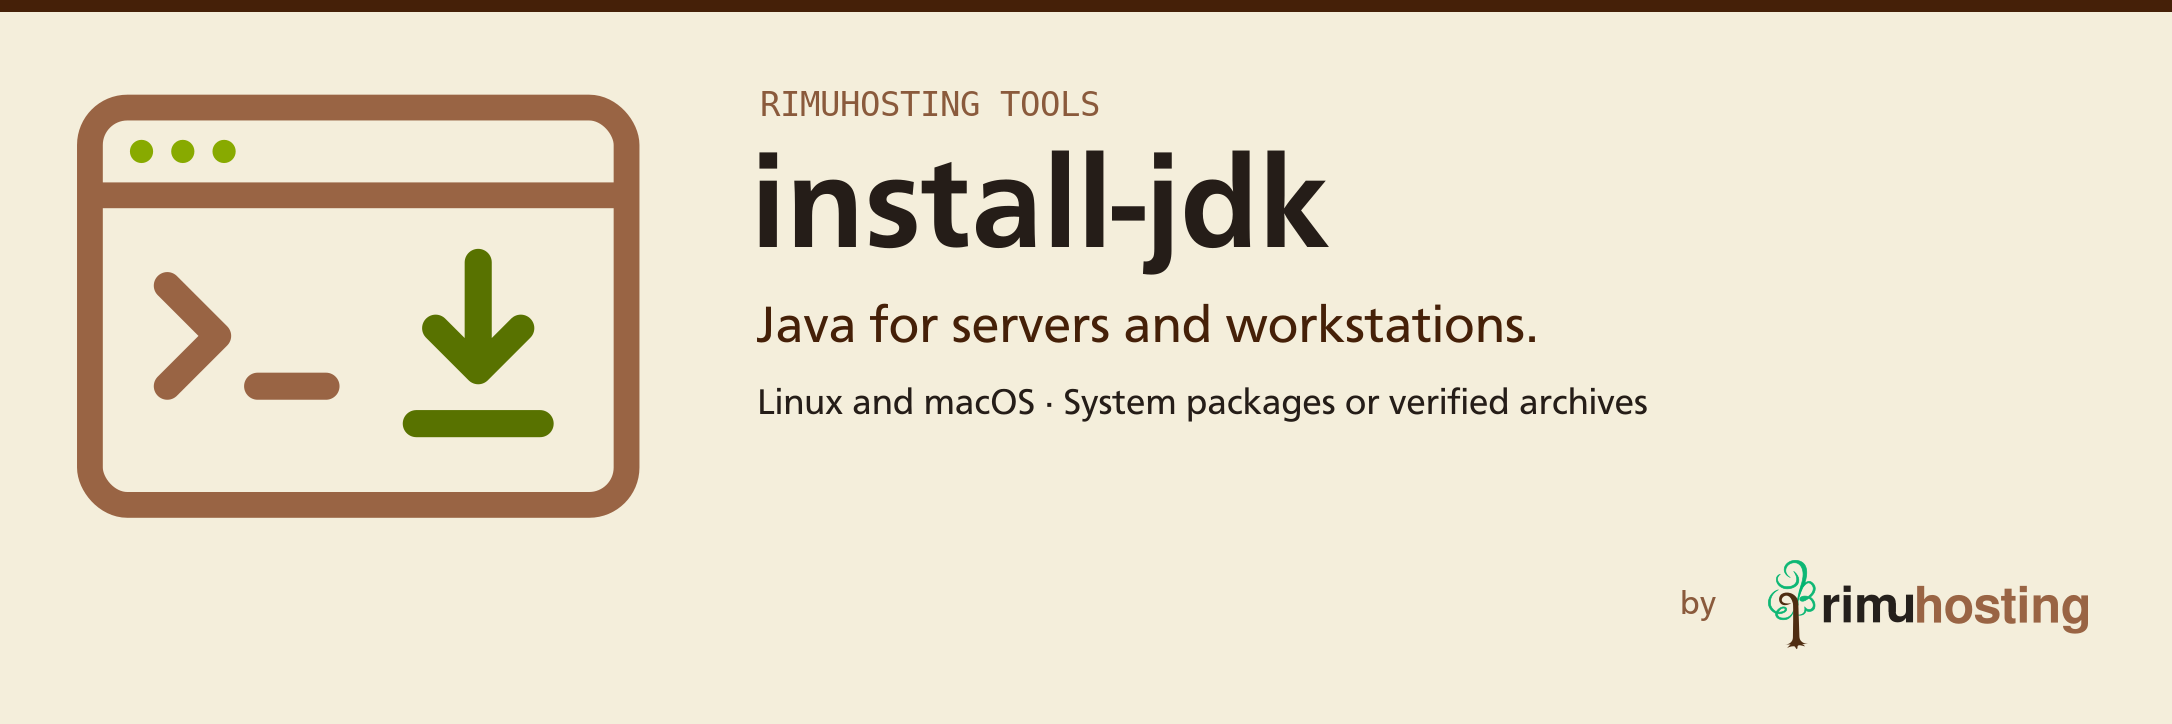 RIMUHOSTING TOOLS
install-jdk
Java for servers and workstations.
Linux and macOS · System packages or verified archives
by rimuhosting